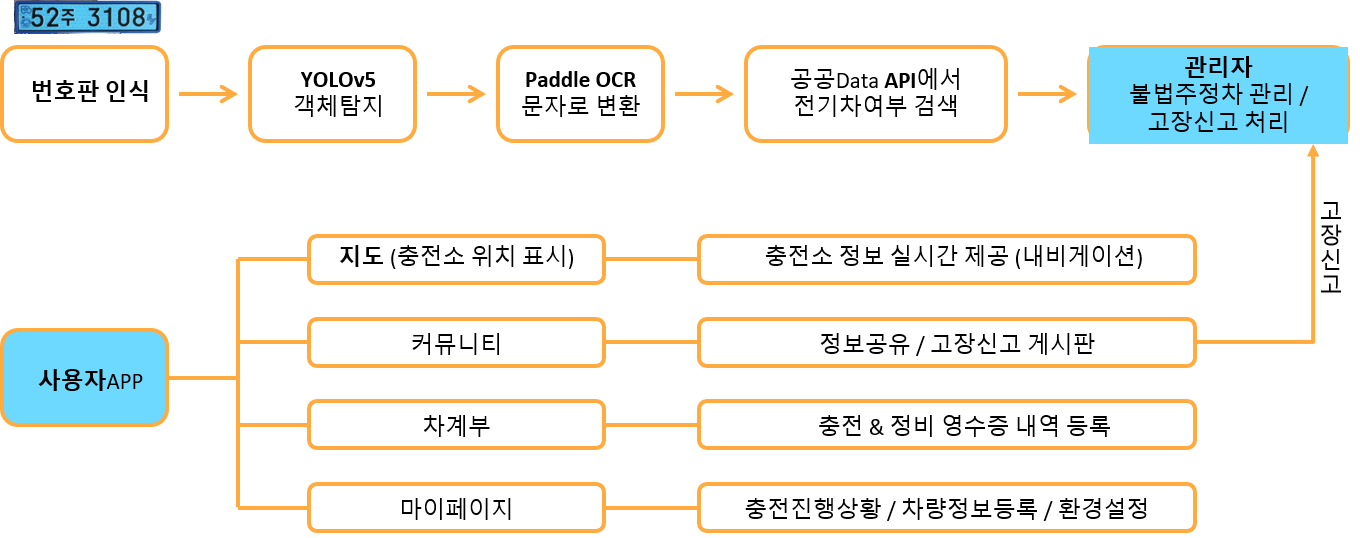 52주 3108
번호판 인식
YOLOv5
객체탐지
Paddle OCR
문자로 변환
공공Data API에서
전기차여부 검색
관리자
불법주정차 관리 /
고장신고 처리
고장신고
사용자APP
지도 (충전소 위치 표시)
충전소 정보 실시간 제공 (내비게이션)
커뮤니티
정보공유 / 고장신고 게시판
차계부
충전 & 정비 영수증 내역 등록
마이페이지
충전진행상황 / 차량정보등록 / 환경설정